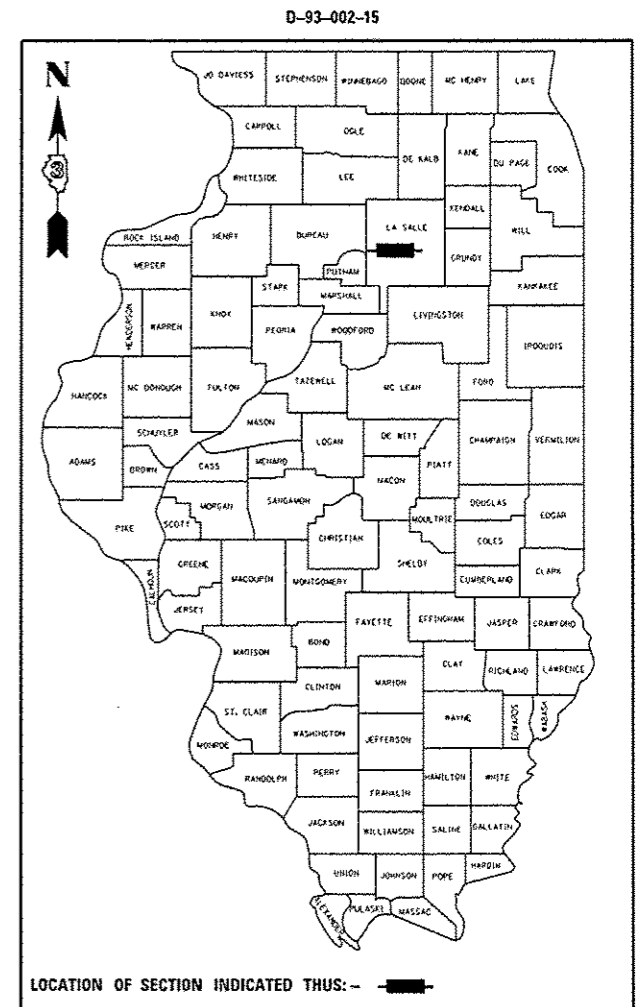 D-93-002-15
N
JO DAVIESS STEPHENSON WINNEBAGO BOONE MC HENRY LAKE
CARROLL OGLE
DE KALB KANE DU PAGE COOK
WHITESIDE LEE
KENDALL
ROCK ISLAND HENRY BUREAU LA SALLE WILL
MERCER PUTNAM GRUNDY
STARK MARSHALL KANKAKEE
HENDERSON WARREN KNOX PEORIA WOODFORD LIVINGSTON
IROQUOIS
HANCOCK MC DONOUGH FULTON TAZEWELL MC LEAN FORD
SCHUYLER MASON LOGAN DE WITT CHAMPAIGN VERMILION
ADAMS BROWN CASS MENARD MACON PIATT
MORGAN SANGAMON DOUGLAS
PIKE SCOTT CHRISTIAN MOULTRIE COLES EDGAR
GREENE MACOUPIN MONTGOMERY SHELBY CUMBERLAND CLARK
CALHOUN JERSEY
FAYETTE EFFINGHAM JASPER CRAWFORD
MADISON BOND
CLAY RICHLAND LAWRENCE
CLINTON MARION
ST. CLAIR WAYNE EDWARDS WABASH
WASHINGTON JEFFERSON
MONROE
RANDOLPH PERRY HAMILTON WHITE
FRANKLIN
JACKSON WILLIAMSON SALINE GALLATIN
UNION JOHNSON POPE HARDIN
ALEXANDER PULASKI MASSAC
LOCATION OF SECTION INDICATED THUS:-